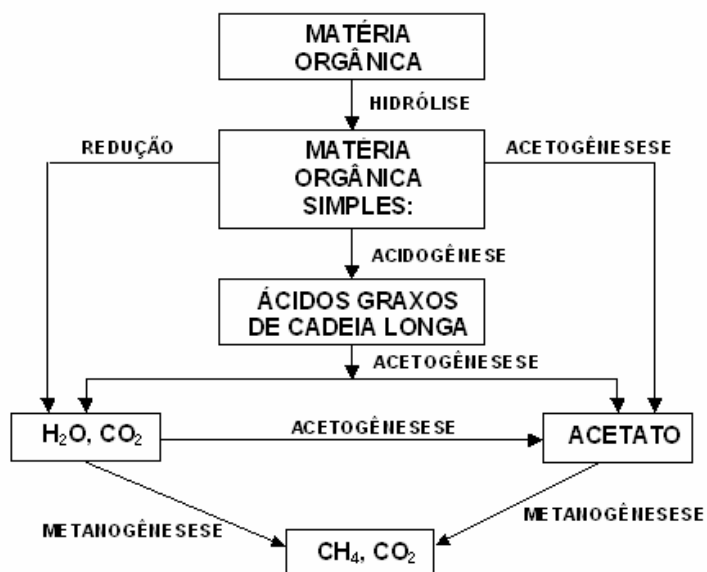 MATÉRIA
ORGÂNICA
HIDRÓLISE
REDUÇÃO
MATÉRIA
ORGÂNICA
SIMPLES:
ACETOGÊNESESE
ACIDOGÊNESE
ÁCIDOS GRAXOS
DE CADEIA LONGA
ACETOGÊNESESE
H₂O, CO₂
ACETOGÊNESESE
ACETATO
METANOGÊNESESE
METANOGÊNESESE
CH₄, CO₂